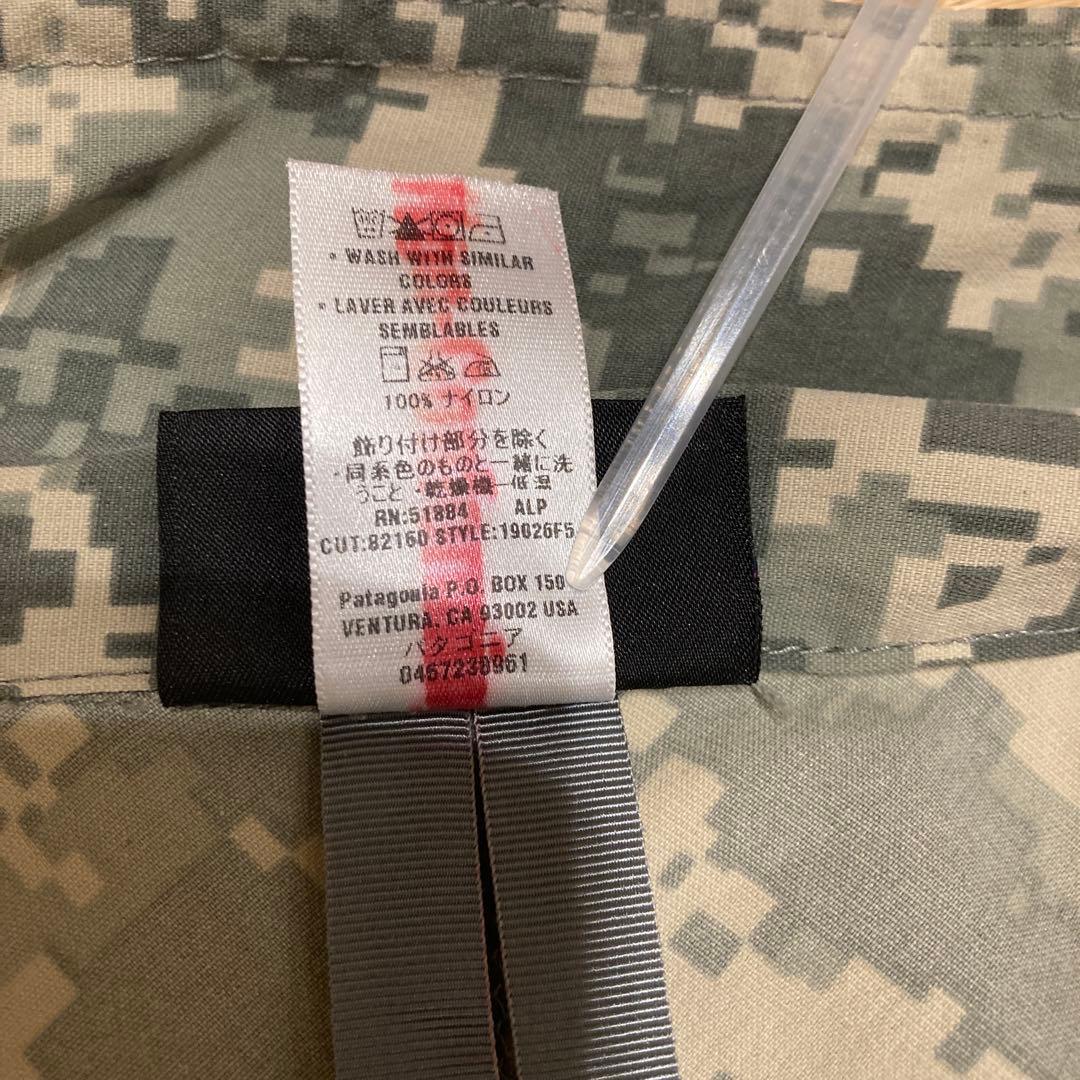 • WASH WITH SIMILAR
COLORS
• LAVER AVEC COULEURS
SEMBLABLES
100% ナイロン
飾り付け部分を除く
・同系色のものと一緒に洗
うこと ・乾燥機ー低温
RN:51884 ALP
CUT:82160 STYLE:19026F5
Patagonia P.O. BOX 150
VENTURA, CA 93002 USA
パタゴニア
0467238961